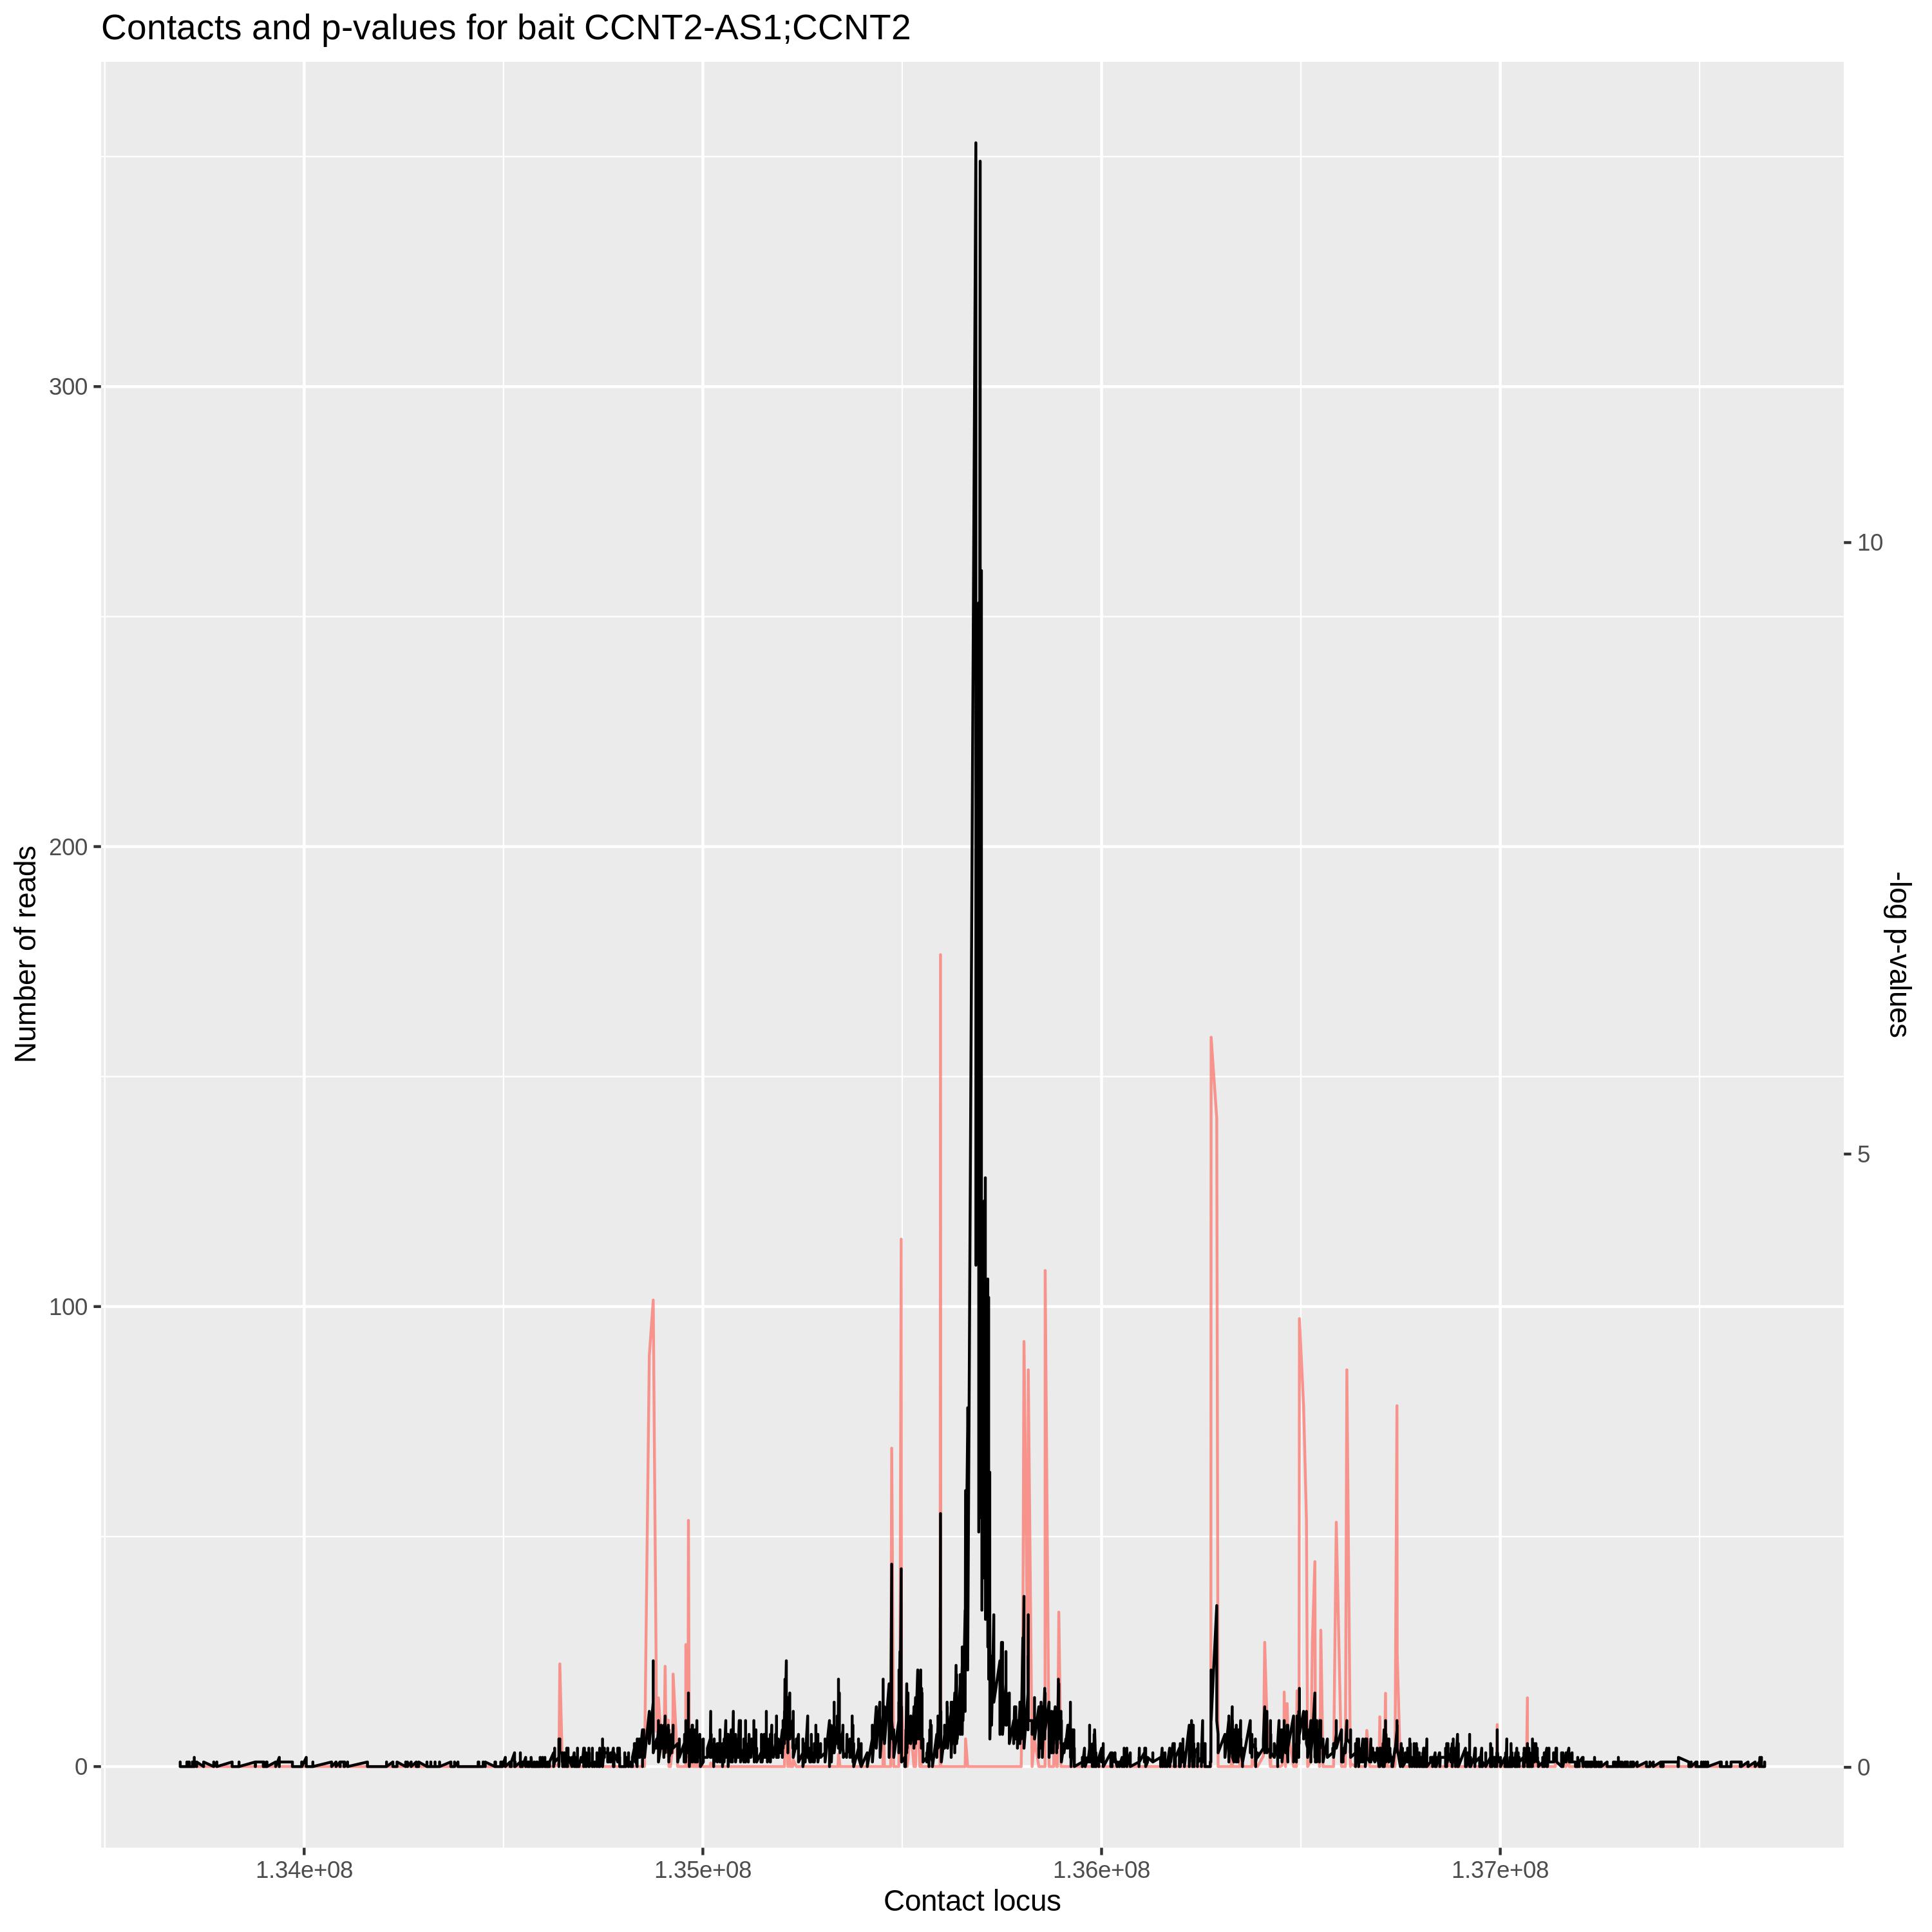 Contacts and p-values for bait CCNT2-AS1;CCNT2
300
200
100
0
Number of reads
10
5
0
-log p-values
1.34e+08
1.35e+08
1.36e+08
1.37e+08
Contact locus